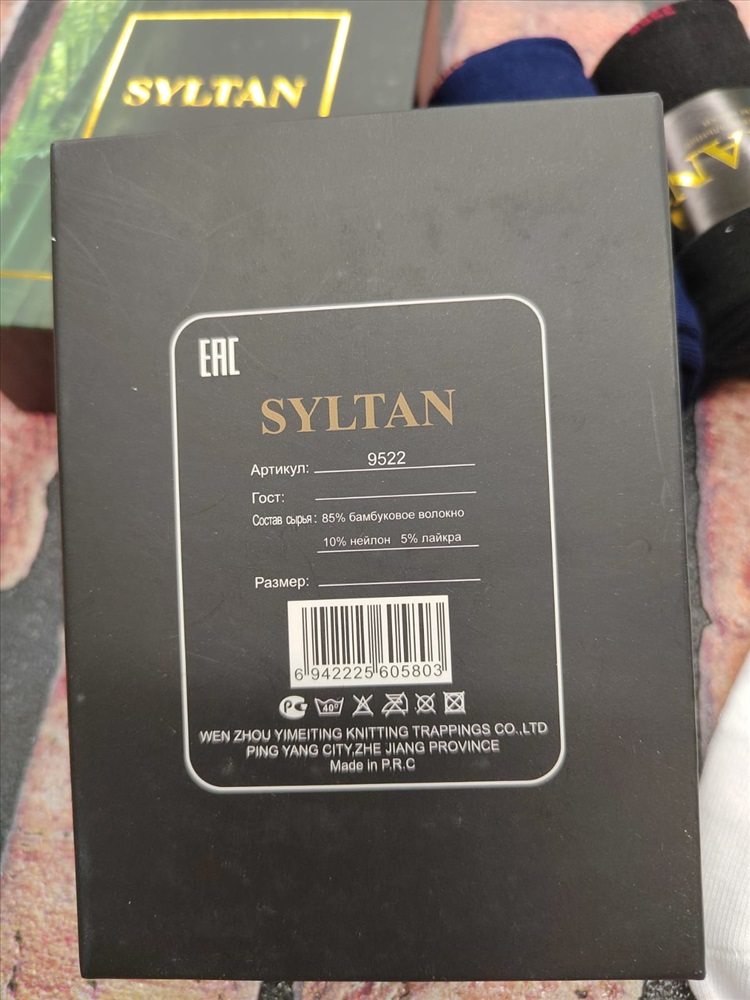 SYLTAN
EAC
SYLTAN
Артикул: 9522
Гост:
Состав сырья: 85% бамбуковое волокно
10% нейлон 5% лайкра
Размер:
6 942225 605803
РС 40°
WEN ZHOU YIMEITING KNITTING TRAPPINGS CO.,LTD
PING YANG CITY,ZHE JIANG PROVINCE
Made in P.R.C